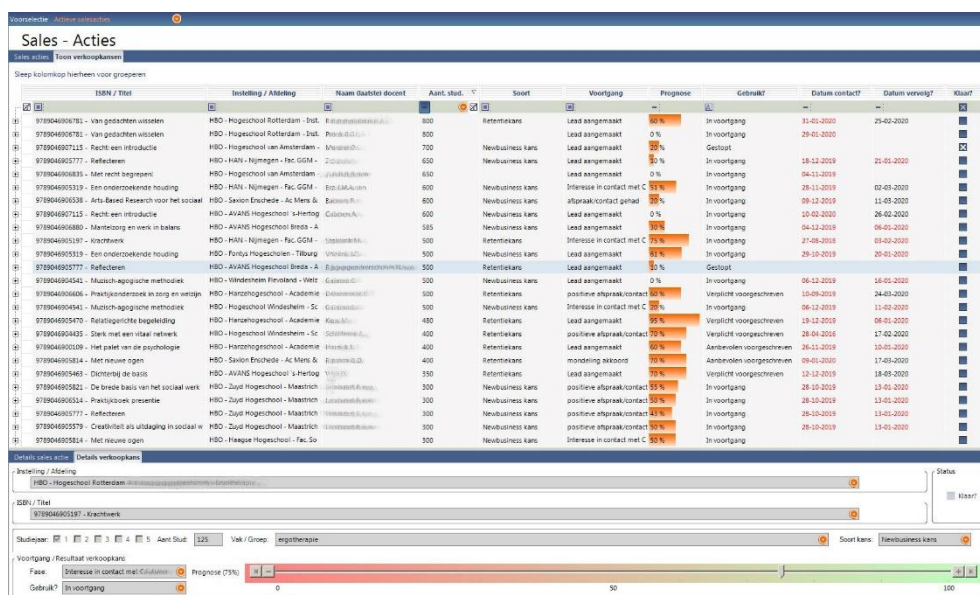 Voorselectie Actieve salesacties
Sales - Acties
Sales acties Toon verkoopkansen
Sleep kolomkop hierheen voor groeperen
ISBN / Titel Instelling / Afdeling Naam (laatste) docent Aant. stud. Soort Voortgang Prognose Gebruik? Datum contact? Datum vervolg? Klaar?
9789046906781 - Van gedachten wisselen HBO - Hogeschool Rotterdam - Inst. 800 Retentiekans Lead aangemaakt 60 % In voortgang 31-01-2020 25-02-2020
9789046906781 - Van gedachten wisselen HBO - Hogeschool Rotterdam - Inst. 800 Lead aangemaakt 0 % In voortgang 29-01-2020
9789046907115 - Recht: een introductie HBO - Hogeschool van Amsterdam - 700 Lead aangemaakt 20 % Gestopt
9789046905777 - Reflecteren HBO - HAN - Nijmegen - Fac. GGM - 650 Newbusiness kans Lead aangemaakt 10 % In voortgang 18-12-2019 21-01-2020
9789046906835 - Met recht begrepen! HBO - Hogeschool van Amsterdam - 650 Lead aangemaakt 0 % In voortgang 04-11-2019
9789046905319 - Een onderzoekende houding HBO - HAN - Nijmegen - Fac. GGM - 600 Newbusiness kans Interesse in contact met C 51 % In voortgang 28-11-2019 02-03-2020
9789046906538 - Arts-Based Research voor het sociaal HBO - Saxion Enschede - Ac Mens & 600 Newbusiness kans afspraak/contact gehad 20 % In voortgang 09-12-2019 11-03-2020
9789046907115 - Recht: een introductie HBO - AVANS Hogeschool 's-Hertog 600 Newbusiness kans Lead aangemaakt 0 % In voortgang 10-02-2020 26-02-2020
9789046906880 - Mantelzorg en werk in balans HBO - AVANS Hogeschool Breda - A 585 Newbusiness kans Lead aangemaakt 30 % In voortgang 04-12-2019 06-01-2020
9789046905197 - Krachtwerk HBO - HAN - Nijmegen - Fac. GGM - 500 Retentiekans Interesse in contact met C 75 % In voortgang 27-08-2018 03-02-2020
9789046905319 - Een onderzoekende houding HBO - Fontys Hogescholen - Tilburg 500 Newbusiness kans Lead aangemaakt 61 % In voortgang 29-10-2019 20-01-2020
9789046905777 - Reflecteren HBO - AVANS Hogeschool Breda - A 500 Retentiekans Lead aangemaakt 10 % Gestopt
9789046904541 - Muzisch-agogische methodiek HBO - Windesheim Flevoland - Welz 500 Newbusiness kans Lead aangemaakt 0 % In voortgang 06-12-2019 16-01-2020
9789046906606 - Praktijkonderzoek in zorg en welzijn HBO - Hanzehogeschool - Academie 500 Retentiekans positieve afspraak/contact 60 % Verplicht voorgeschreven 10-09-2019 24-03-2020
9789046904541 - Muzisch-agogische methodiek HBO - Hogeschool Windesheim - Sc 500 Newbusiness kans Interesse in contact met C 20 % In voortgang 06-12-2019 11-02-2020
9789046905470 - Relatiegerichte begeleiding HBO - Hanzehogeschool - Academie 480 Retentiekans Lead aangemaakt 95 % Verplicht voorgeschreven 19-12-2019 06-01-2020
9789046904435 - Sterk met een vitaal netwerk HBO - Hogeschool Windesheim - Sc 400 Retentiekans positieve afspraak/contact 70 % Verplicht voorgeschreven 28-04-2016 17-02-2020
9789046900109 - Het palet van de psychologie HBO - Hanzehogeschool - Academie 400 Retentiekans Lead aangemaakt 60 % Aanbevolen voorgeschreven 26-11-2019 10-01-2020
9789046905814 - Met nieuwe ogen HBO - Saxion Enschede - Ac Mens & 400 Retentiekans mondeling akkoord 70 % Aanbevolen voorgeschreven 09-01-2020 17-03-2020
9789046905463 - Dichterbij de basis HBO - AVANS Hogeschool 's-Hertog 350 Retentiekans Lead aangemaakt 70 % Verplicht voorgeschreven 12-12-2019 18-03-2020
9789046905821 - De brede basis van het sociaal werk HBO - Zuyd Hogeschool - Maastrich 300 Newbusiness kans positieve afspraak/contact 55 % In voortgang 28-10-2019 13-01-2020
9789046906514 - Praktijkboek presentie HBO - Zuyd Hogeschool - Maastrich 300 Newbusiness kans positieve afspraak/contact 50 % In voortgang 28-10-2019 13-01-2020
9789046905777 - Reflecteren HBO - Zuyd Hogeschool - Maastrich 300 Newbusiness kans positieve afspraak/contact 43 % In voortgang 28-10-2019 13-01-2020
9789046905579 - Creativiteit als uitdaging in sociaal w HBO - Zuyd Hogeschool - Maastrich 300 Newbusiness kans positieve afspraak/contact 50 % In voortgang 28-10-2019 13-01-2020
9789046905814 - Met nieuwe ogen HBO - Haagse Hogeschool - Fac. So 300 Newbusiness kans Interesse in contact met C 50 % In voortgang
Details sales actie Details verkoopkans
Instelling / Afdeling Status
HBO - Hogeschool Rotterdam
Klaar?
ISBN / Titel
9789046905197 - Krachtwerk
Studiejaar: 1 2 3 4 5 Aant Stud: 125 Vak / Groep: ergotherapie Soort kans: Newbusiness kans
Voortgang / Resultaat verkoopkans
Fase: Interesse in contact met Prognose (75%)
Gebruik? In voortgang 0 50 100